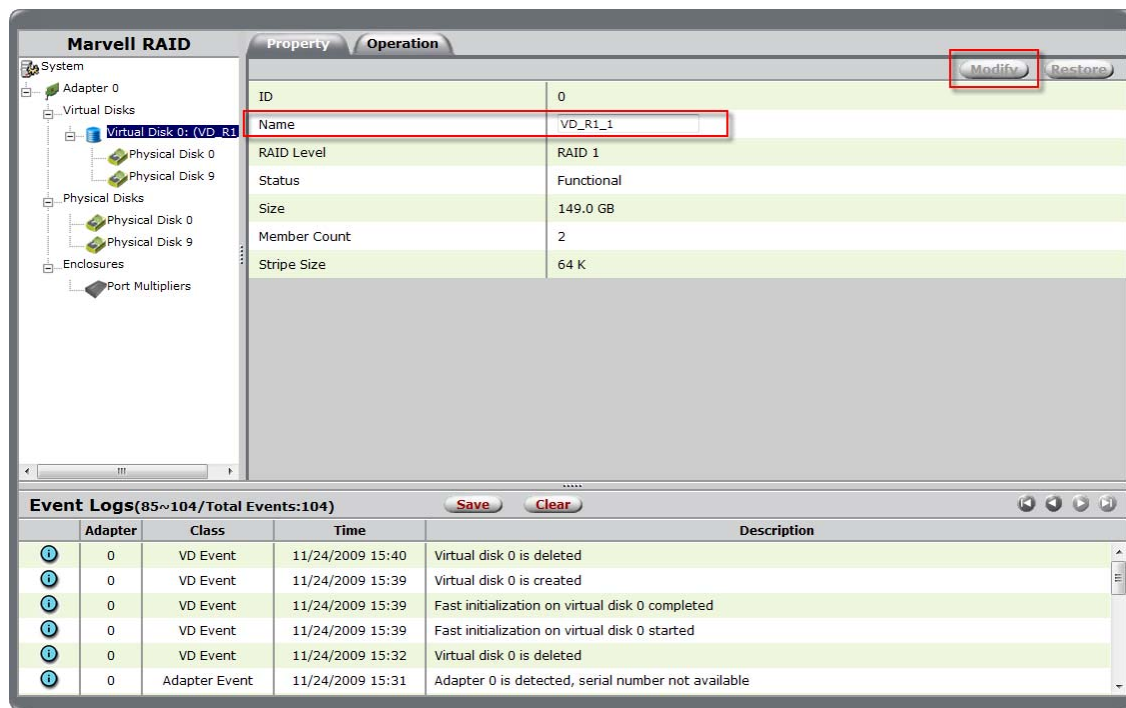 Marvell RAID
Property Operation
Modify Restore
System
Adapter 0
Virtual Disks
Virtual Disk 0: (VD_R1
Physical Disk 0
Physical Disk 9
Physical Disks
Physical Disk 0
Physical Disk 9
Enclosures
Port Multipliers
ID 0
Name VD_R1_1
RAID Level RAID 1
Status Functional
Size 149.0 GB
Member Count 2
Stripe Size 64 K
Event Logs(85~104/Total Events:104) Save Clear
Adapter Class Time Description
0 VD Event 11/24/2009 15:40 Virtual disk 0 is deleted
0 VD Event 11/24/2009 15:39 Virtual disk 0 is created
0 VD Event 11/24/2009 15:39 Fast initialization on virtual disk 0 completed
0 VD Event 11/24/2009 15:39 Fast initialization on virtual disk 0 started
0 VD Event 11/24/2009 15:32 Virtual disk 0 is deleted
0 Adapter Event 11/24/2009 15:31 Adapter 0 is detected, serial number not available